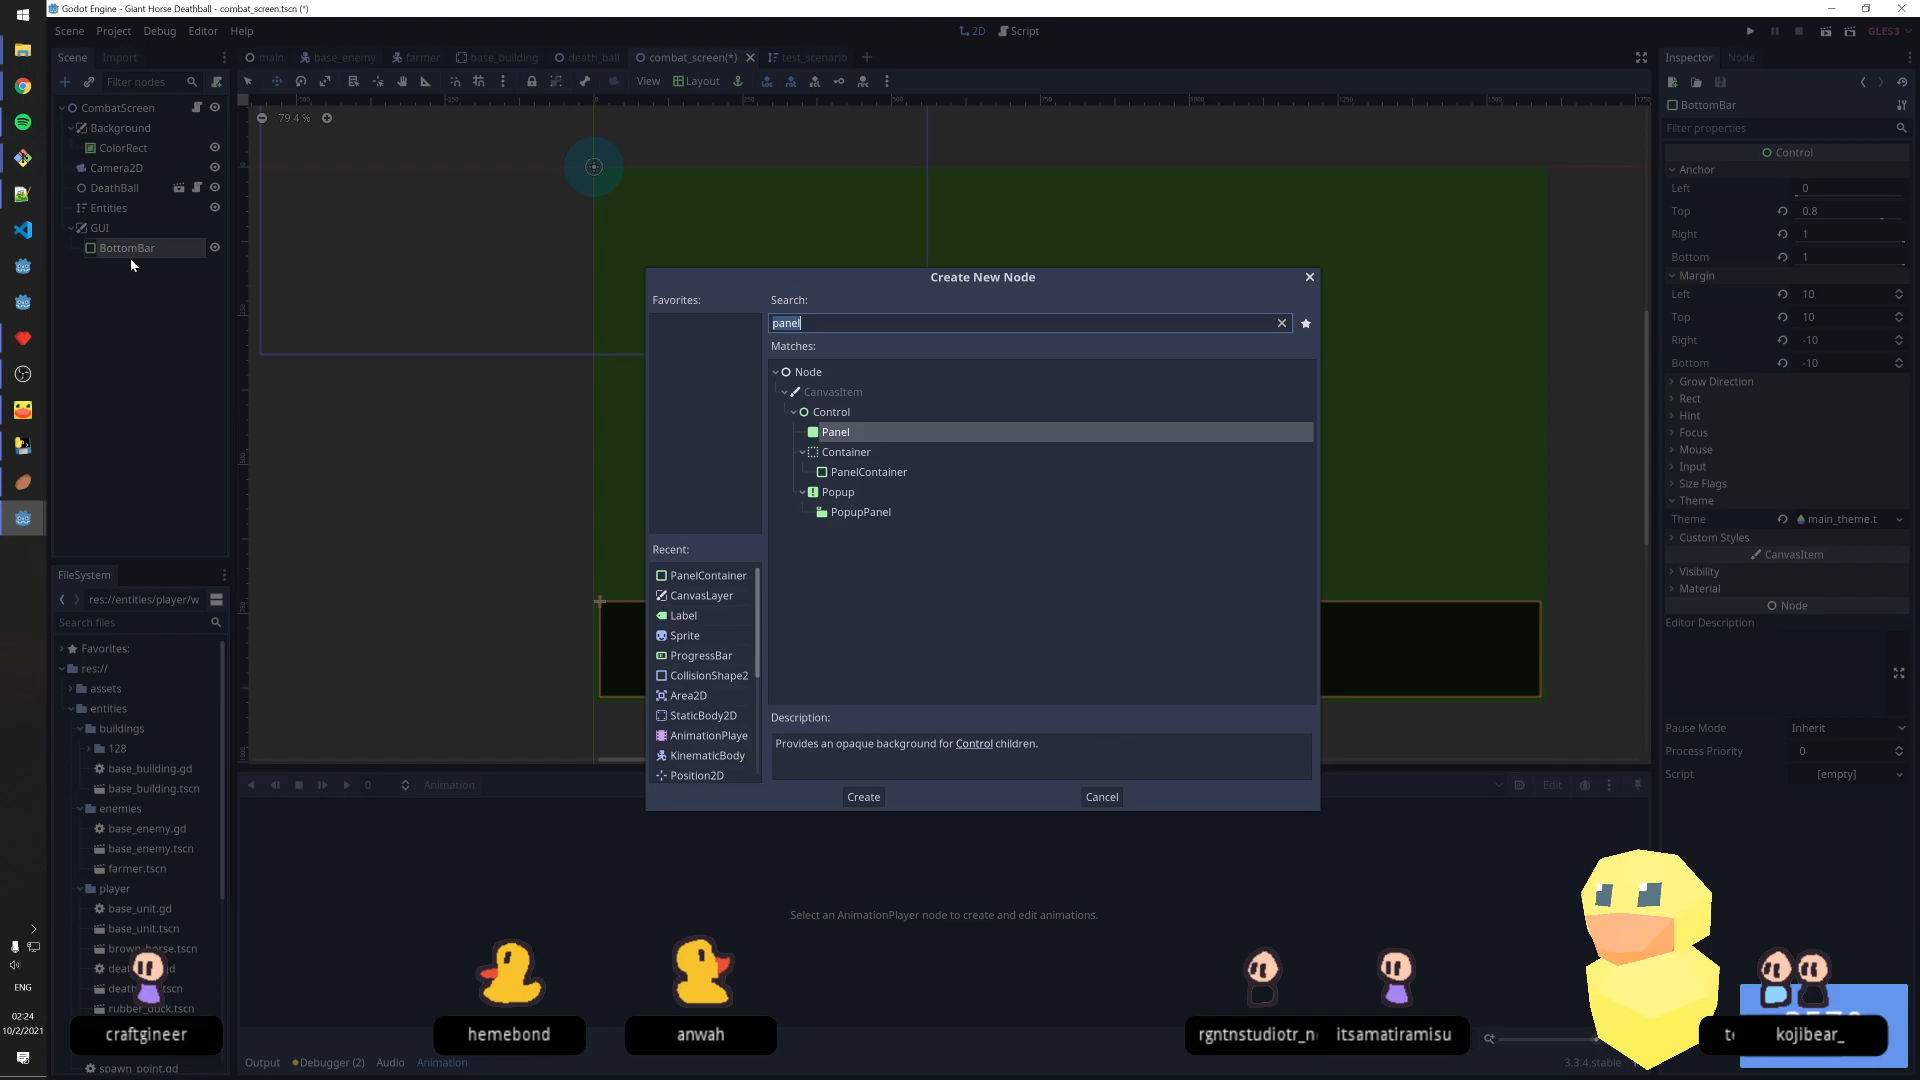 Godot Engine - Giant Horse Deathball - combat_screen.tscn (*)
Scene Project Debug Editor Help
2D Script
GLES3
Scene Import
main base_enemy farmer base_building death_ball combat_screen(*) test_scenario
Inspector Node
Filter nodes
View Layout
CombatScreen
Background
ColorRect
Camera2D
DeathBall
Entities
GUI
BottomBar
79.4 %
BottomBar
Filter properties
Control
Anchor
Left 0
Top 0.8
Right 1
Bottom 1
Margin
Left 10
Top 10
Right -10
Bottom -10
Grow Direction
Rect
Hint
Focus
Mouse
Input
Size Flags
Theme
Theme main_theme.t
Custom Styles
CanvasItem
Visibility
Material
Node
Editor Description
Pause Mode Inherit
Process Priority 0
Script [empty]
Create New Node
Favorites:
Search:
panel
Matches:
Node
CanvasItem
Control
Panel
Container
PanelContainer
Popup
PopupPanel
Recent:
PanelContainer
CanvasLayer
Label
Sprite
ProgressBar
CollisionShape2
Area2D
StaticBody2D
AnimationPlaye
KinematicBody
Position2D
Description:
Provides an opaque background for Control children.
Create Cancel
FileSystem
res://entities/player/w
Search files
Favorites:
res://
assets
entities
buildings
128
base_building.gd
base_building.tscn
enemies
base_enemy.gd
base_enemy.tscn
farmer.tscn
player
base_unit.gd
base_unit.tscn
brown_horse.tscn
rubber_duck.tscn
spawn_point.gd
0 Animation
Edit
Select an AnimationPlayer node to create and edit animations.
Output Debugger (2) Audio Animation
3.3.4.stable
ENG
02:24
10/2/2021
craftgineer
hemebond
anwah
rgntnstudiotr_n
itsamatiramisu
kojibear_